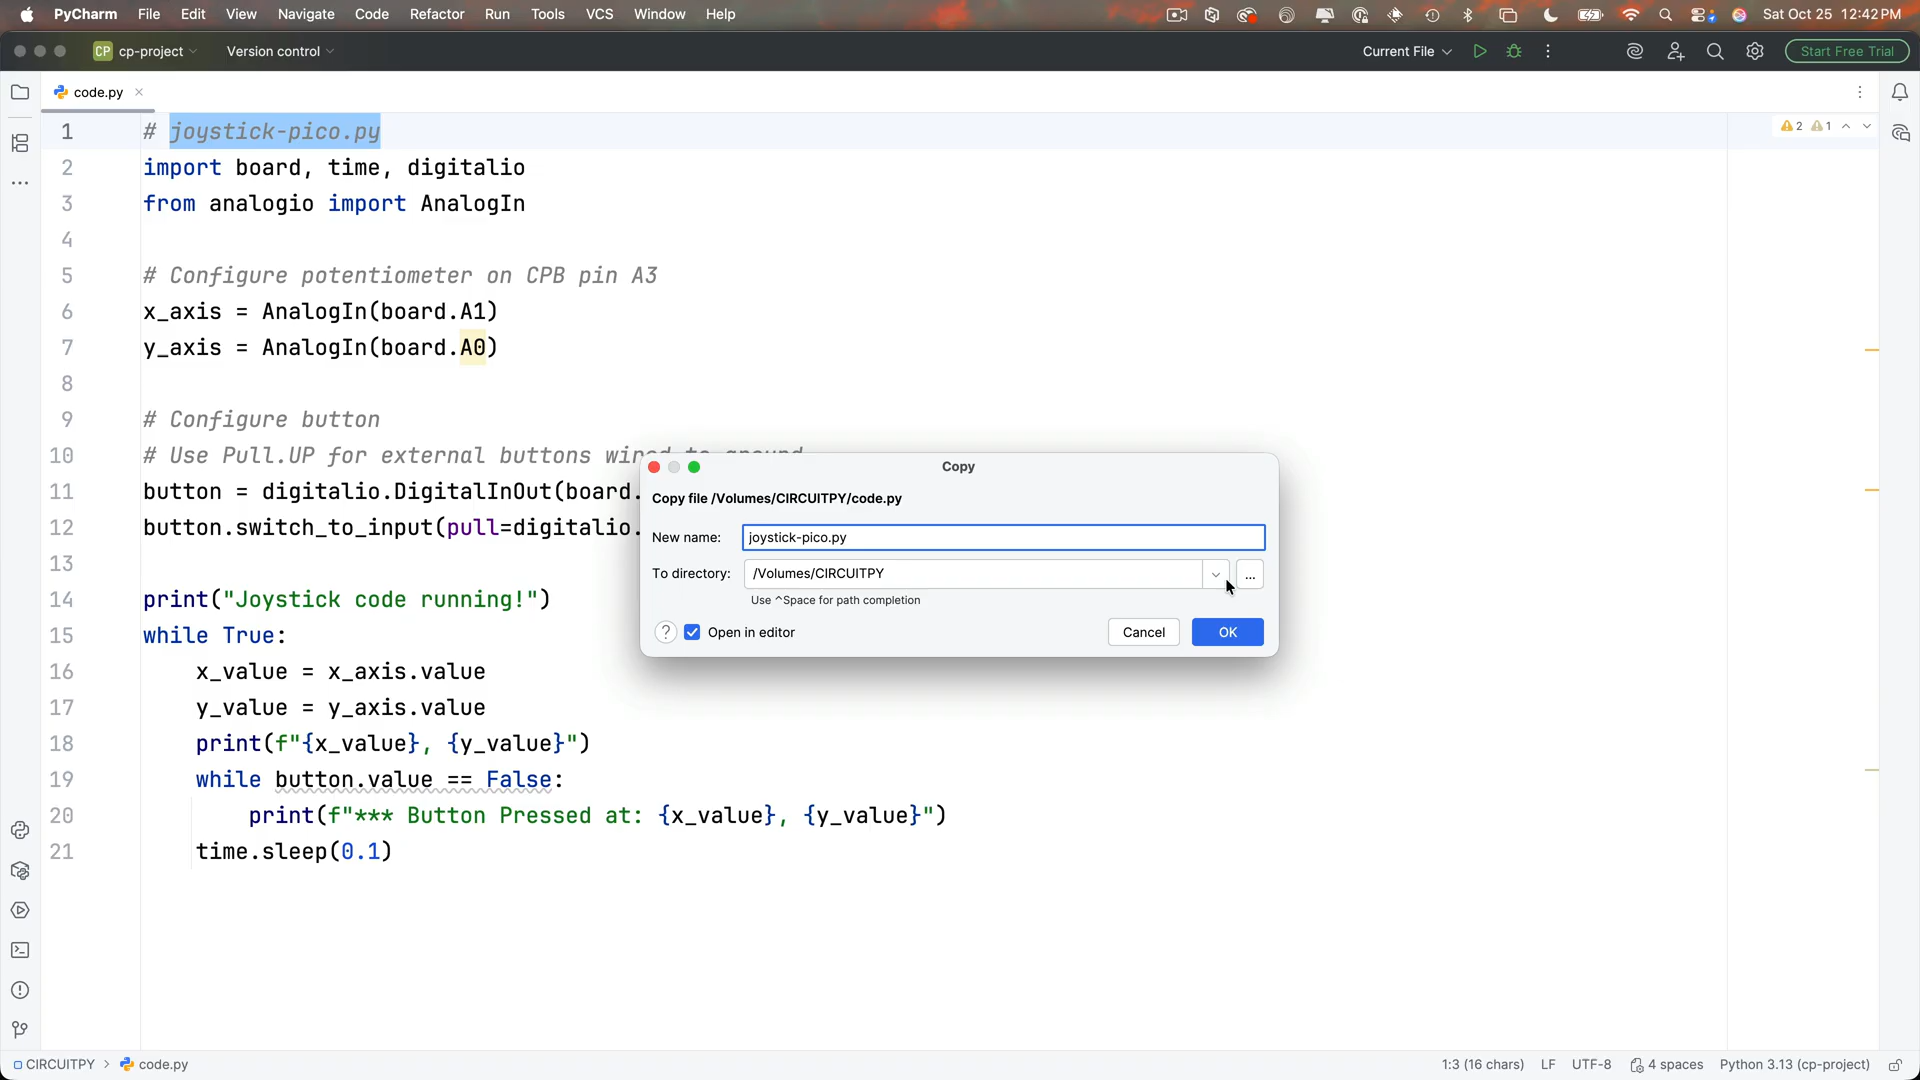 PyCharm File Edit View Navigate Code Refactor Run Tools VCS Window Help Sat Oct 25 12:42 PM
CP cp-project Version control Current File Start Free Trial
code.py
2 1
1 # joystick-pico.py
2 import board, time, digitalio
3 from analogio import AnalogIn
4
5 # Configure potentiometer on CPB pin A3
6 x_axis = AnalogIn(board.A1)
7 y_axis = AnalogIn(board.A0)
8
9 # Configure button
10 # Use Pull.UP for external buttons wired to ground
11 button = digitalio.DigitalInOut(board.
12 button.switch_to_input(pull=digitalio.
13
14 print("Joystick code running!")
15 while True:
16 x_value = x_axis.value
17 y_value = y_axis.value
18 print(f"{x_value}, {y_value}")
19 while button.value == False:
20 print(f"*** Button Pressed at: {x_value}, {y_value}")
21 time.sleep(0.1)
Copy
Copy file /Volumes/CIRCUITPY/code.py
New name: joystick-pico.py
To directory: /Volumes/CIRCUITPY ...
Use ^Space for path completion
? Open in editor Cancel OK
CIRCUITPY > code.py 1:3 (16 chars) LF UTF-8 4 spaces Python 3.13 (cp-project)